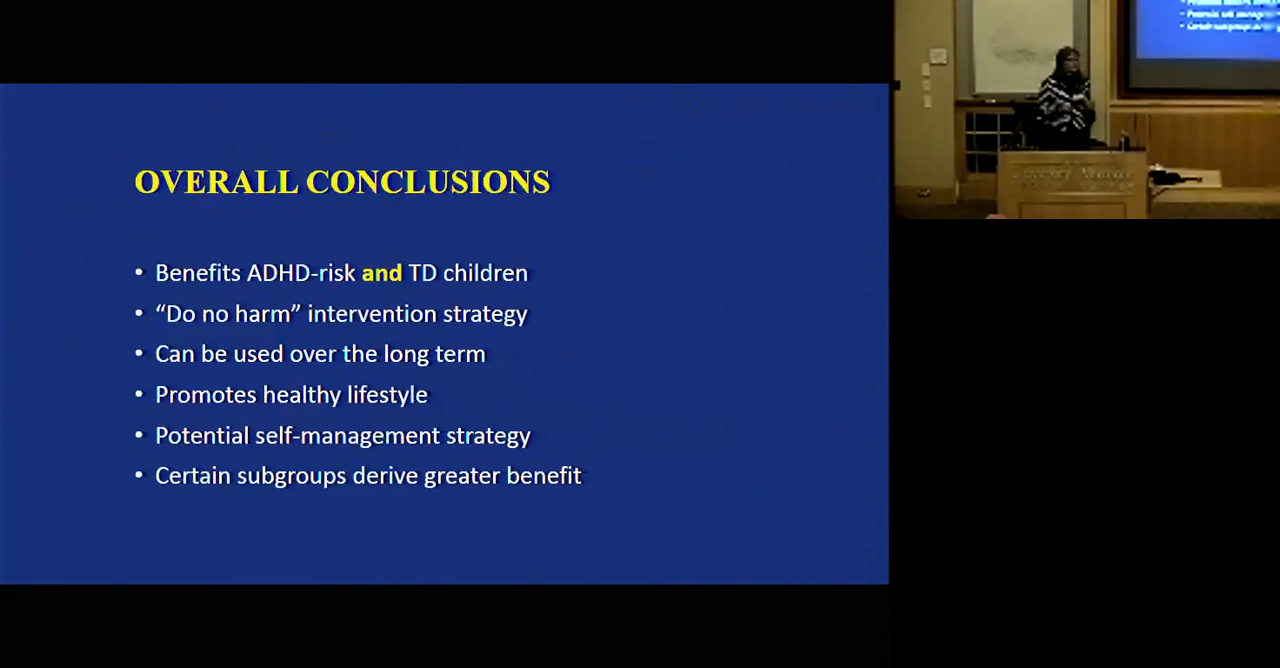 OVERALL CONCLUSIONS
• Benefits ADHD-risk and TD children
• “Do no harm” intervention strategy
• Can be used over the long term
• Promotes healthy lifestyle
• Potential self-management strategy
• Certain subgroups derive greater benefit